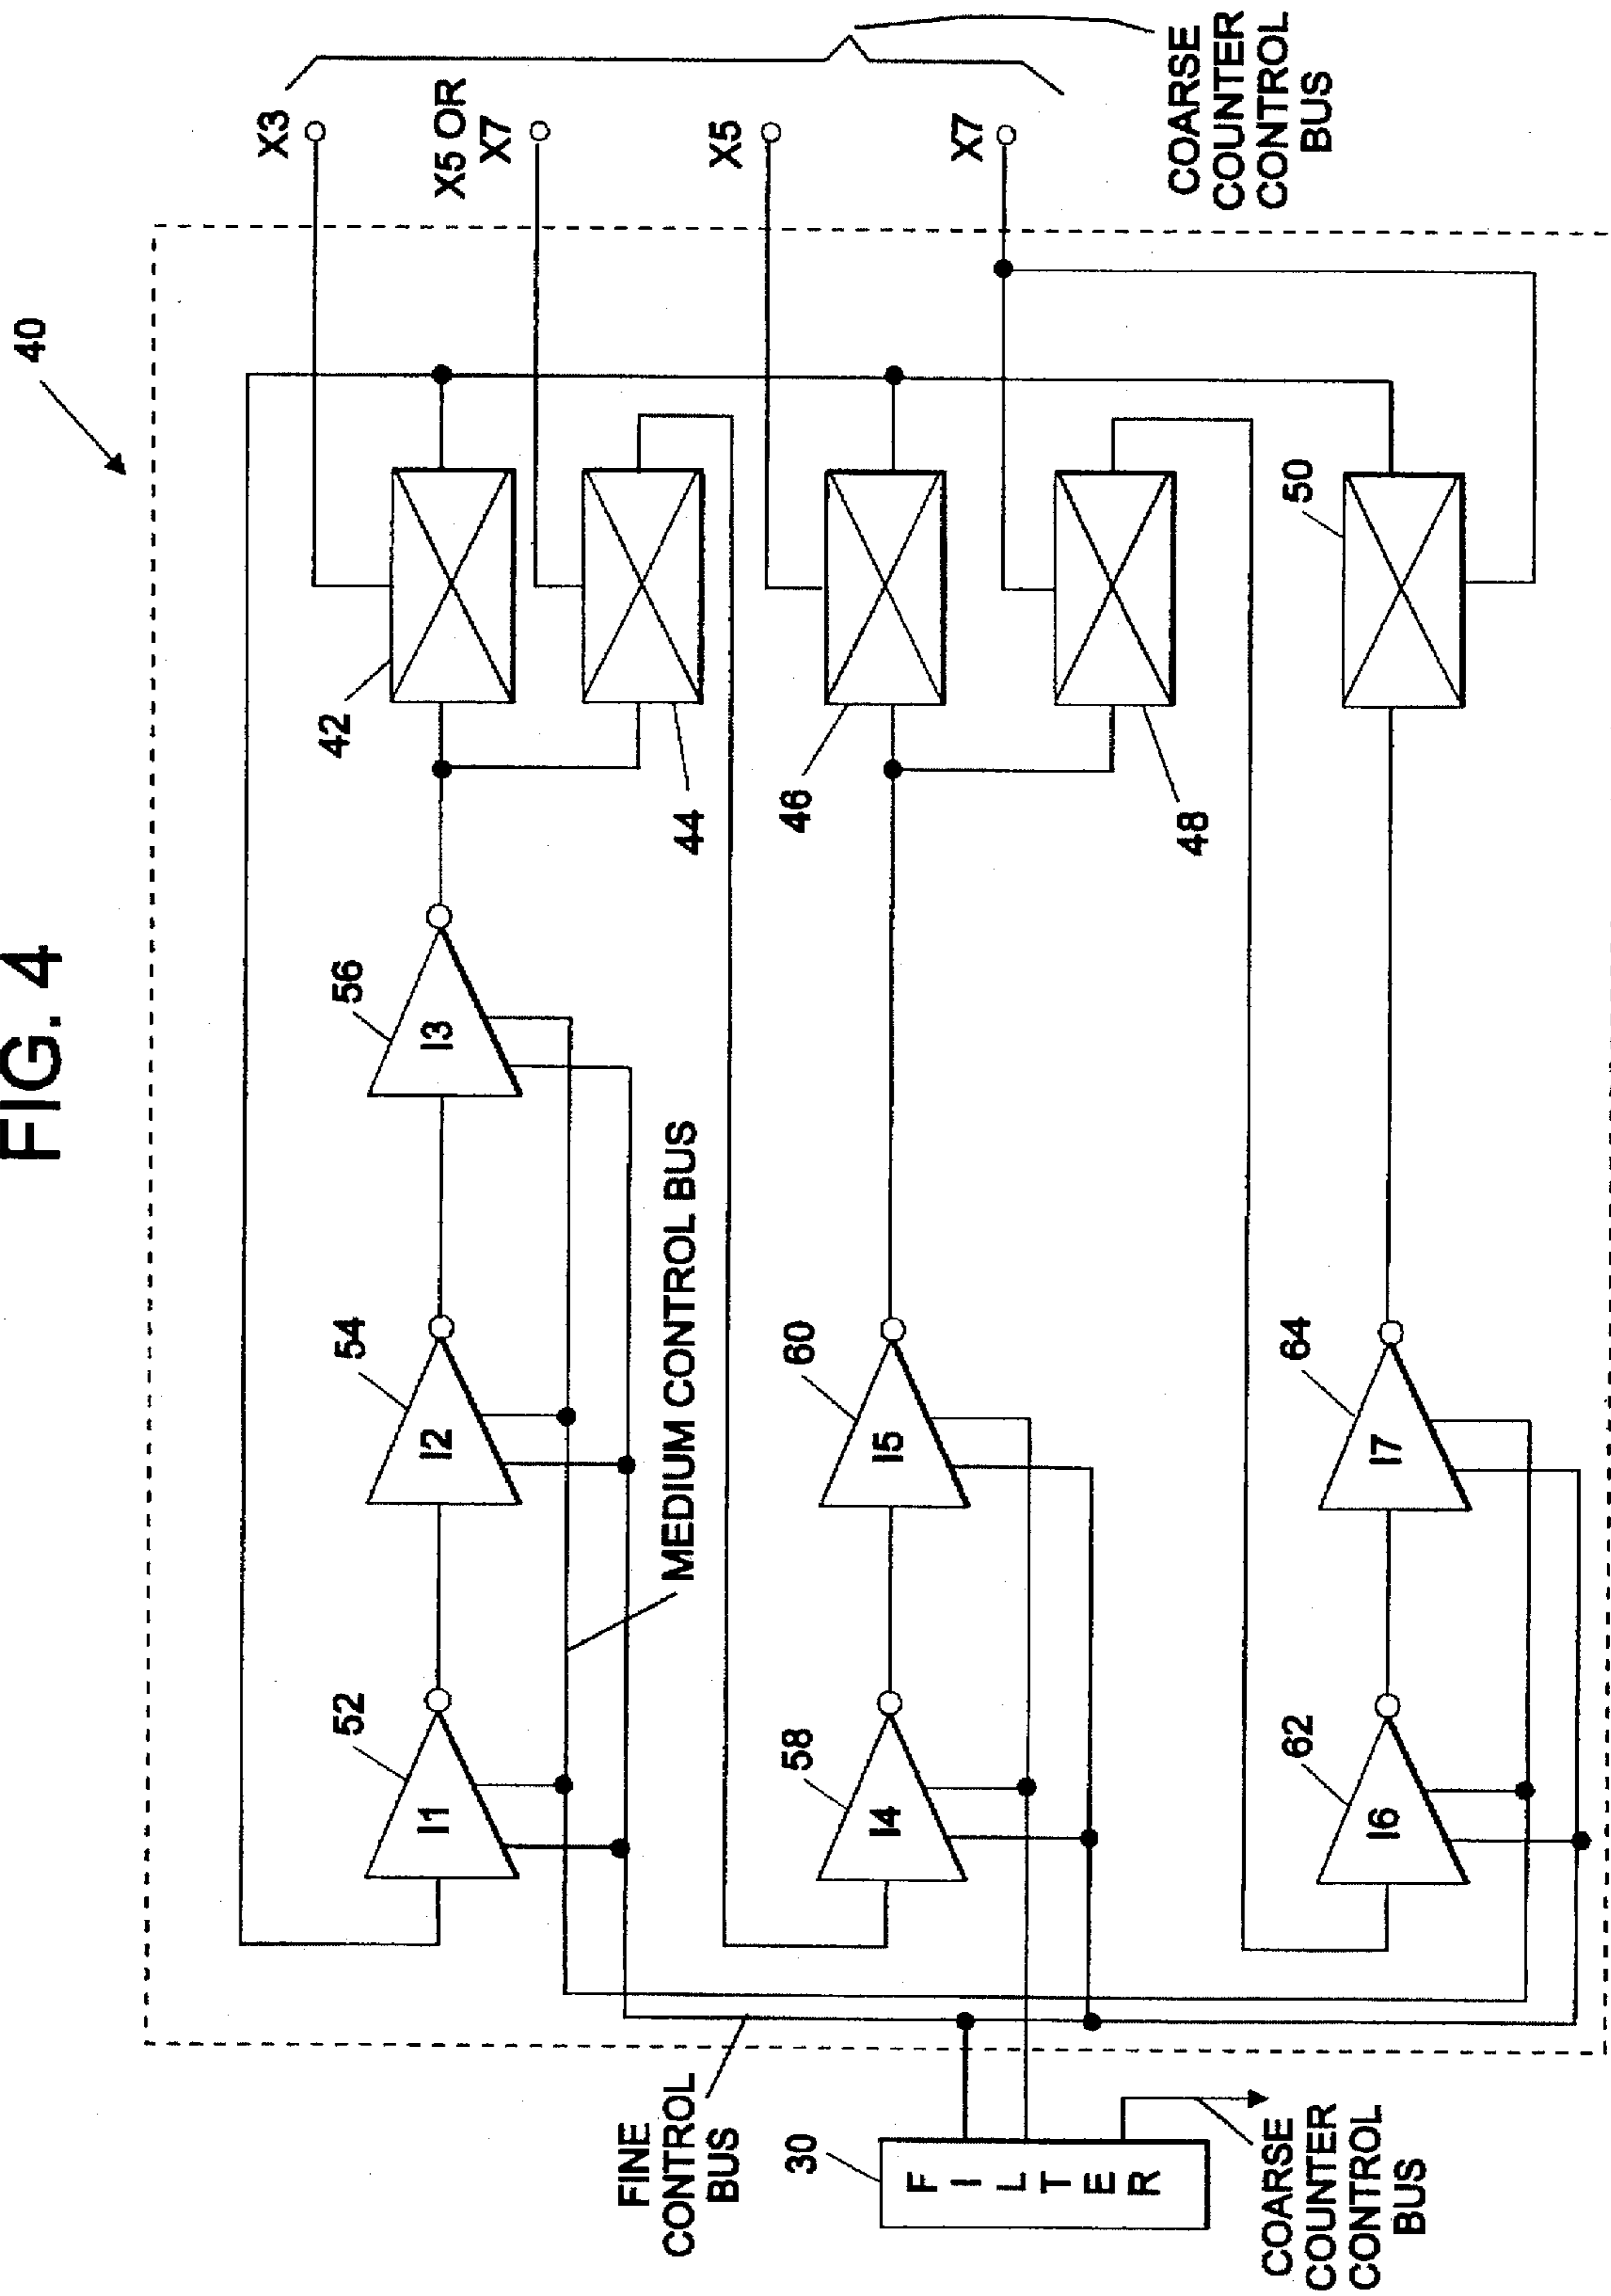 FIG. 4
40
X3
X5 OR
X7
X5
X7
COARSE
COUNTER
CONTROL
BUS
42
44
46
48
50
52
I1
54
I2
56
I3
MEDIUM CONTROL BUS
58
I4
60
I5
62
I6
64
I7
FINE
CONTROL
BUS
30
FILTER
COARSE
COUNTER
CONTROL
BUS